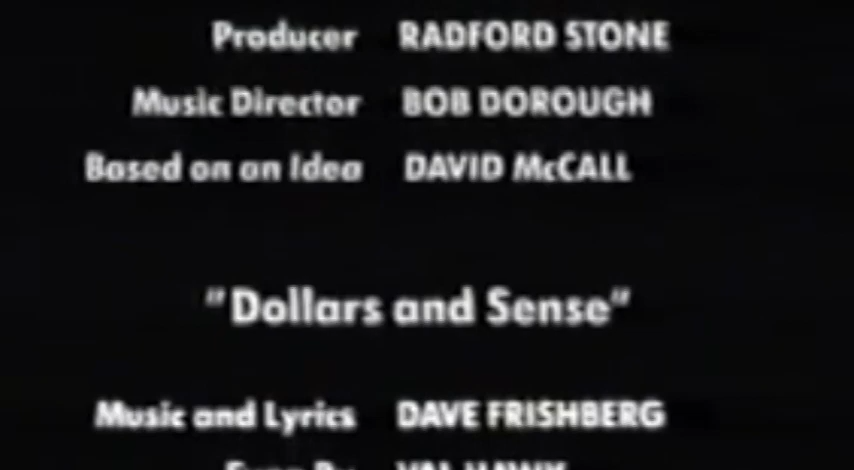 Producer RADFORD STONE
Music Director BOB DOROUGH
Based on an Idea DAVID McCALL
"Dollars and Sense"
Music and Lyrics DAVE FRISHBERG